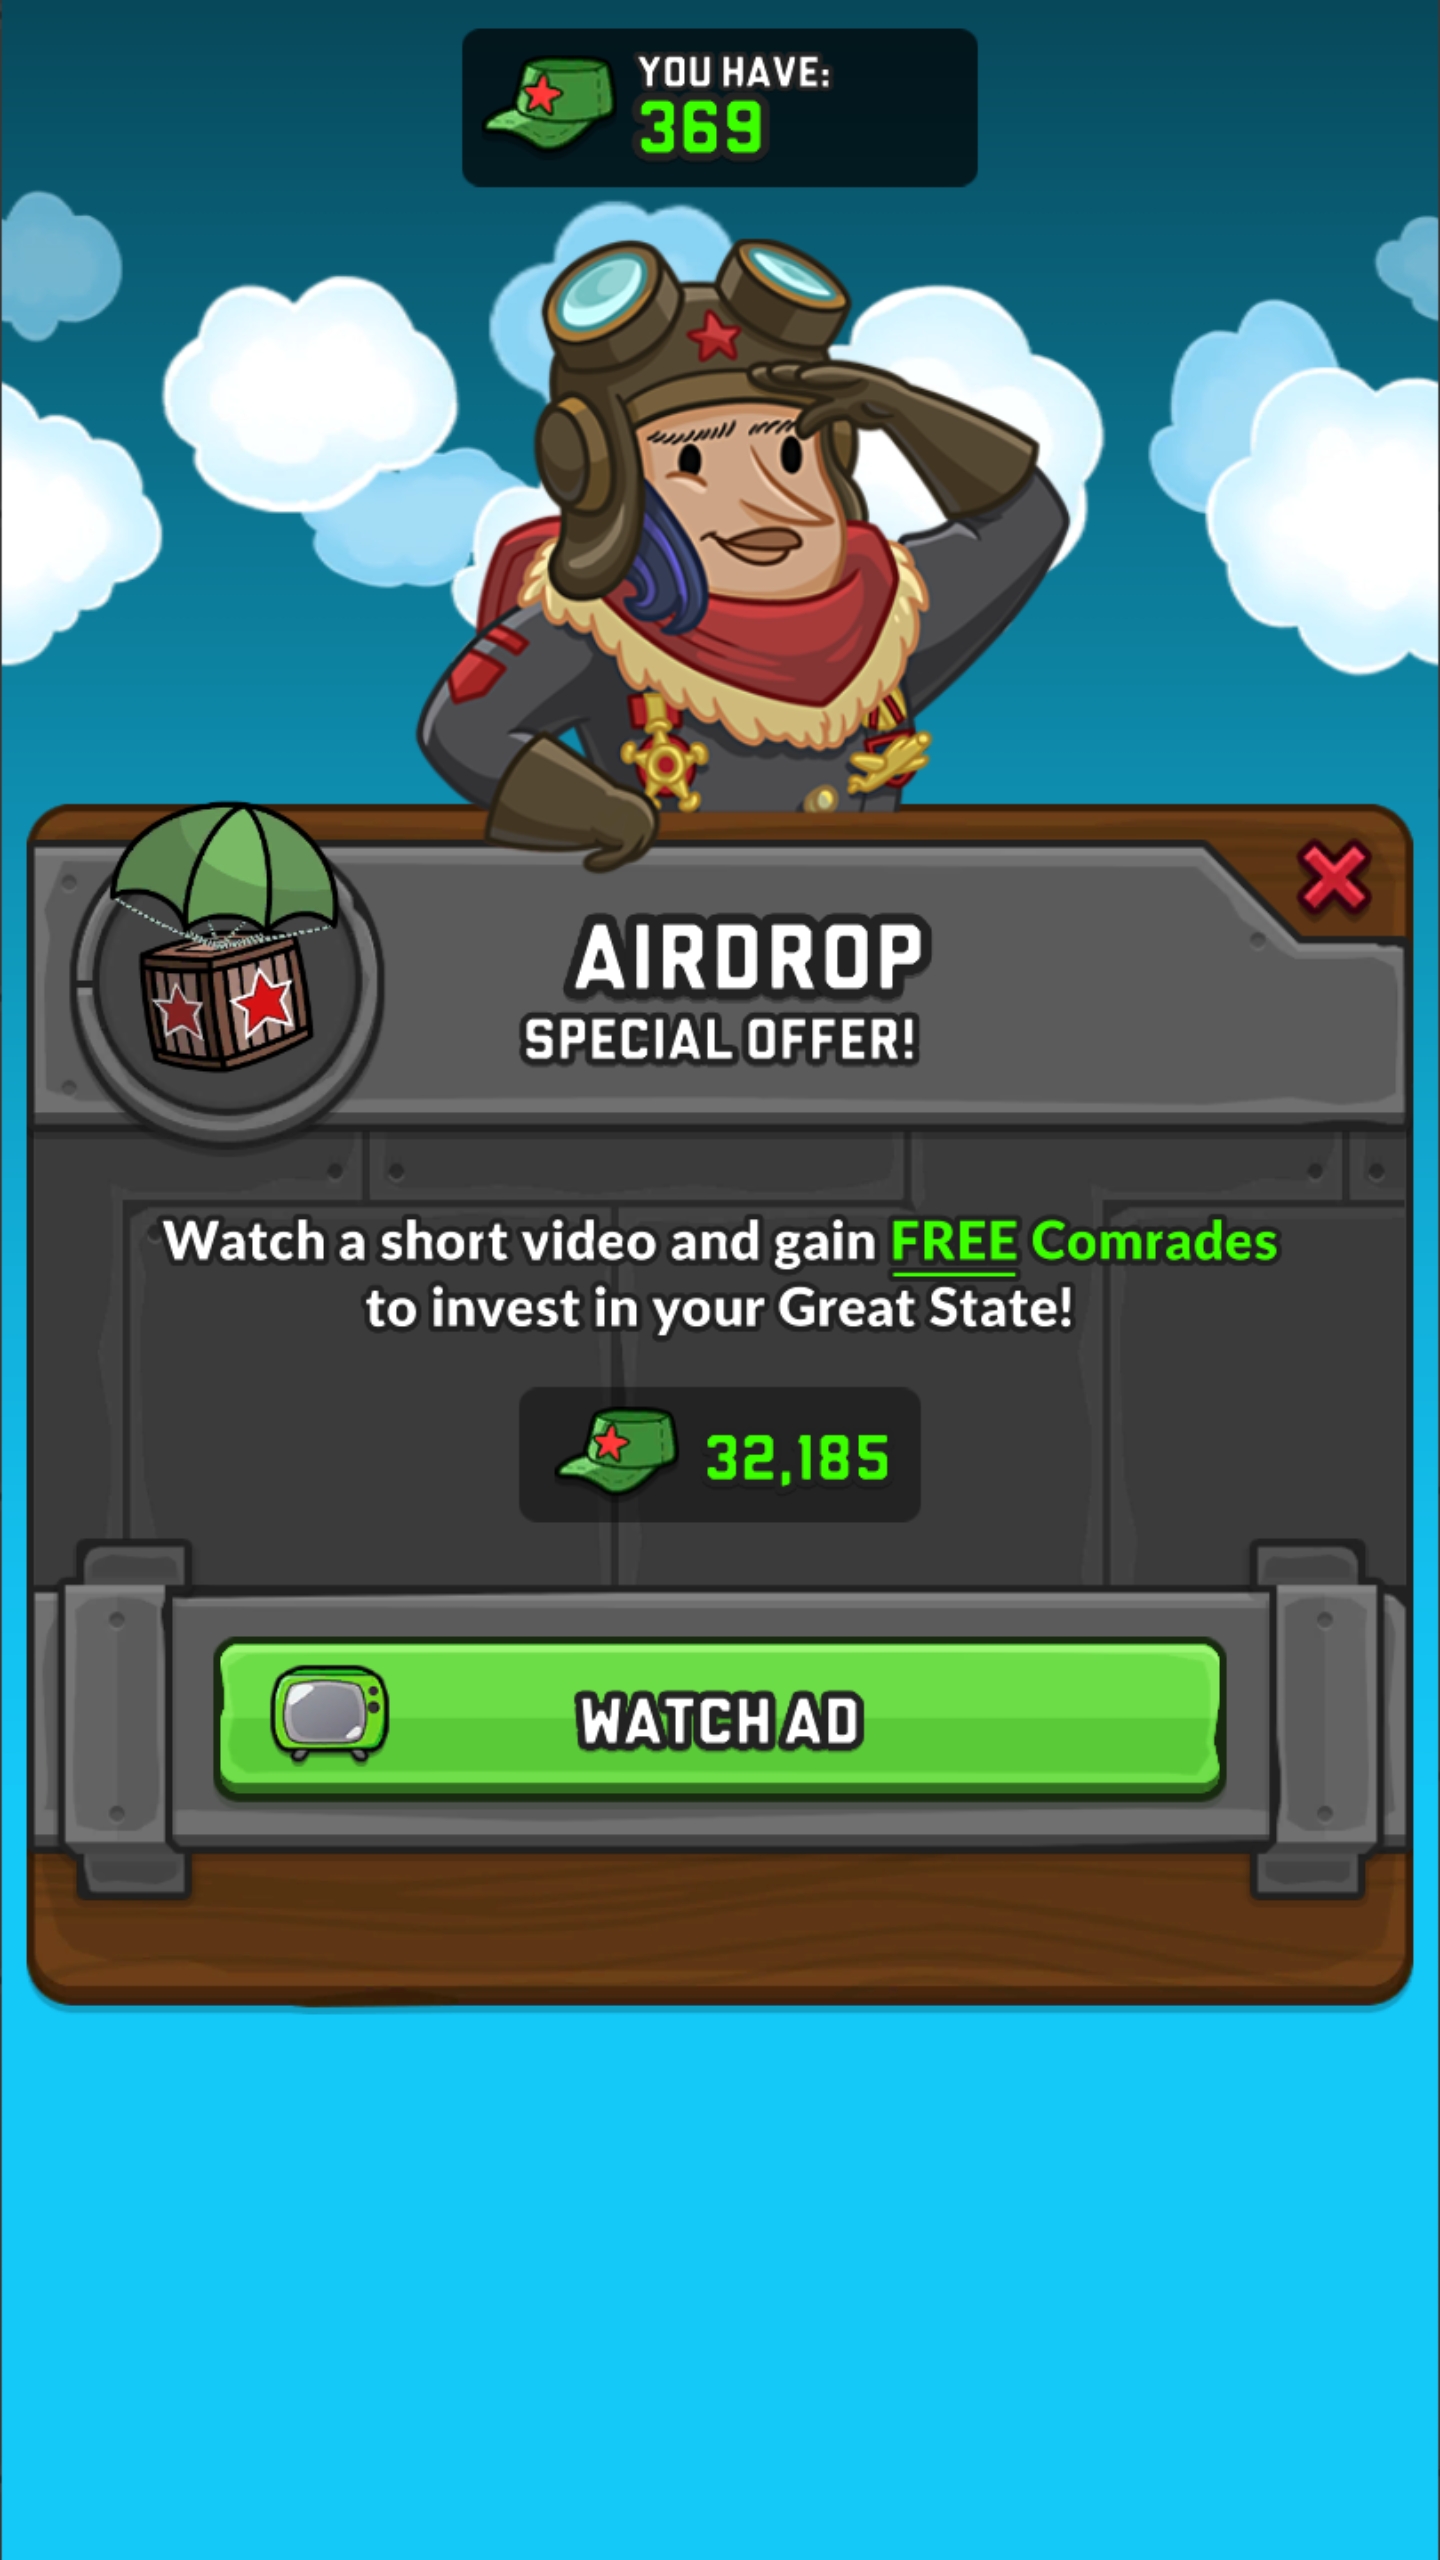 YOU HAVE:
369
AIRDROP
SPECIAL OFFER!
Watch a short video and gain FREE Comrades
to invest in your Great State!
32,185
WATCH AD